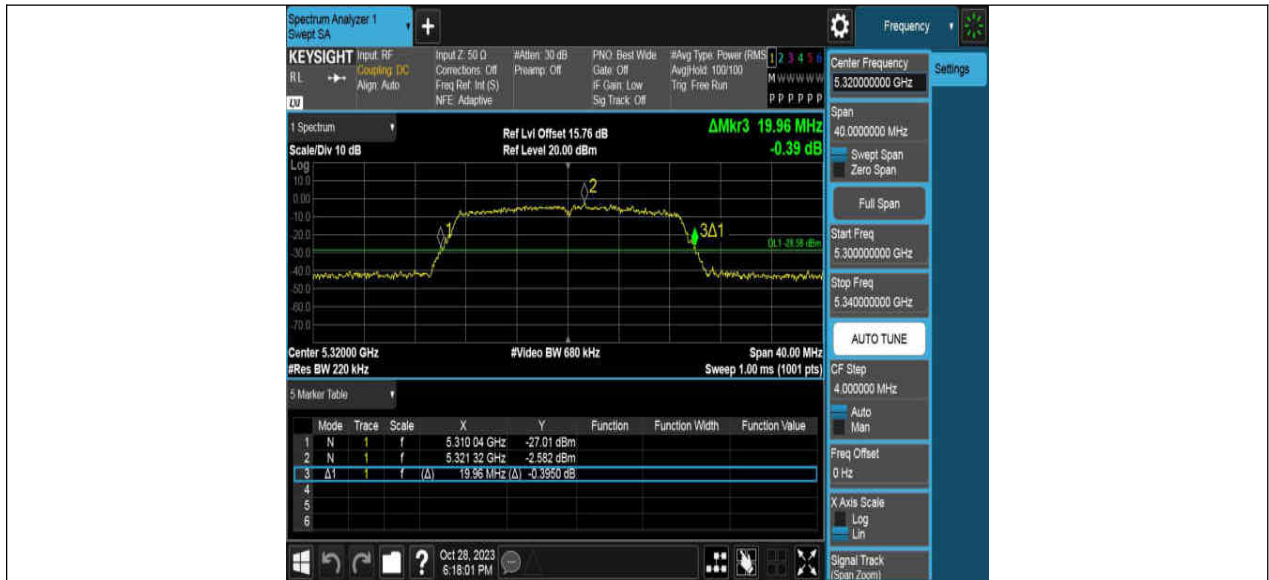 Spectrum Analyzer 1
Swept SA
+
Frequency
KEYSIGHT
Input: RF
Coupling: DC
Align: Auto
RL
LXI
Input Z: 50 Ω
Corrections: Off
Freq Ref: Int (S)
NFE: Adaptive
#Atten: 30 dB
Preamp: Off
PNO: Best Wide
Gate: Off
IF Gain: Low
Sig Track: Off
#Avg Type: Power (RMS
Avg|Hold: 100/100
Trig: Free Run
1 2 3 4 5 6
M W W W W W
P P P P P P
Center Frequency
5.320000000 GHz
Settings
Span
40.0000000 MHz
Swept Span
Zero Span
Full Span
Start Freq
5.300000000 GHz
Stop Freq
5.340000000 GHz
AUTO TUNE
CF Step
4.000000 MHz
Auto
Man
Freq Offset
0 Hz
X Axis Scale
Log
Lin
Signal Track
(Span Zoom)
1 Spectrum
Scale/Div 10 dB
Ref Lvl Offset 15.76 dB
Ref Level 20.00 dBm
ΔMkr3 19.96 MHz
-0.39 dB
Log
10.0
0.00
-10.0
-20.0
-30.0
-40.0
-50.0
-60.0
-70.0
1
2
3Δ1
DL1 -28.58 dBm
Center 5.32000 GHz
#Video BW 680 kHz
Span 40.00 MHz
#Res BW 220 kHz
Sweep 1.00 ms (1001 pts)
5 Marker Table
Mode Trace Scale X Y Function Function Width Function Value
1 N 1 f 5.310 04 GHz -27.01 dBm
2 N 1 f 5.321 32 GHz -2.582 dBm
3 Δ1 1 f (Δ) 19.96 MHz (Δ) -0.3950 dB
4
5
6
?
Oct 28, 2023
6:18:01 PM